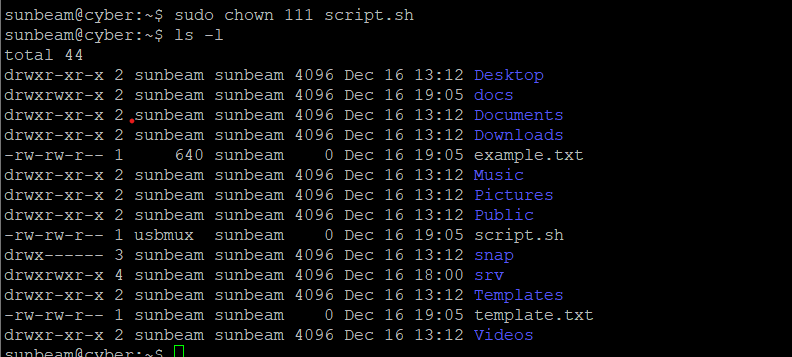 sunbeam@cyber:~$ sudo chown 111 script.sh
sunbeam@cyber:~$ ls -l
total 44
drwxr-xr-x 2 sunbeam sunbeam 4096 Dec 16 13:12 Desktop
drwxrwxr-x 2 sunbeam sunbeam 4096 Dec 16 19:05 docs
drwxr-xr-x 2 sunbeam sunbeam 4096 Dec 16 13:12 Documents
drwxr-xr-x 2 sunbeam sunbeam 4096 Dec 16 13:12 Downloads
-rw-rw-r-- 1     640 sunbeam    0 Dec 16 19:05 example.txt
drwxr-xr-x 2 sunbeam sunbeam 4096 Dec 16 13:12 Music
drwxr-xr-x 2 sunbeam sunbeam 4096 Dec 16 13:12 Pictures
drwxr-xr-x 2 sunbeam sunbeam 4096 Dec 16 13:12 Public
-rw-rw-r-- 1 usbmux  sunbeam    0 Dec 16 19:05 script.sh
drwx------ 3 sunbeam sunbeam 4096 Dec 16 13:12 snap
drwxrwxr-x 4 sunbeam sunbeam 4096 Dec 16 18:00 srv
drwxr-xr-x 2 sunbeam sunbeam 4096 Dec 16 13:12 Templates
-rw-rw-r-- 1 sunbeam sunbeam    0 Dec 16 19:05 template.txt
drwxr-xr-x 2 sunbeam sunbeam 4096 Dec 16 13:12 Videos
sunbeam@cyber:~$